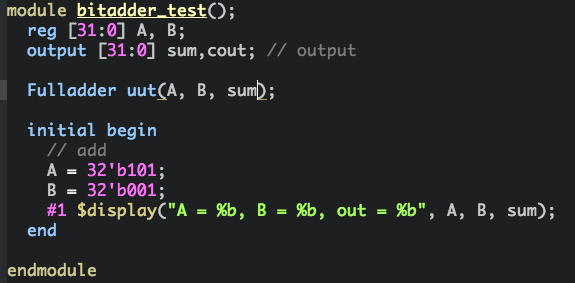 module bitadder_test();
reg [31:0] A, B;
output [31:0] sum,cout; // output
Fulladder uut(A, B, sum);
initial begin
// add
A = 32'b101;
B = 32'b001;
#1 $display("A = %b, B = %b, out = %b", A, B, sum);
end
endmodule